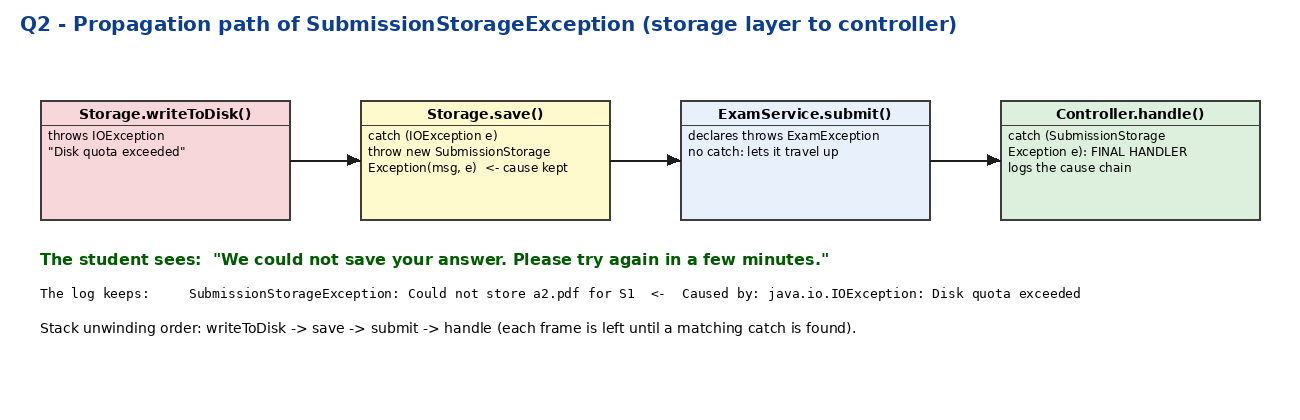 Q2 - Propagation path of SubmissionStorageException (storage layer to controller)
Storage.writeToDisk()
throws IOException
"Disk quota exceeded"
Storage.save()
catch (IOException e)
throw new SubmissionStorage
Exception(msg, e)  <- cause kept
ExamService.submit()
declares throws ExamException
no catch: lets it travel up
Controller.handle()
catch (SubmissionStorage
Exception e): FINAL HANDLER
logs the cause chain
The student sees:  "We could not save your answer. Please try again in a few minutes."
The log keeps:     SubmissionStorageException: Could not store a2.pdf for S1  <-  Caused by: java.io.IOException: Disk quota exceeded
Stack unwinding order: writeToDisk -> save -> submit -> handle (each frame is left until a matching catch is found).